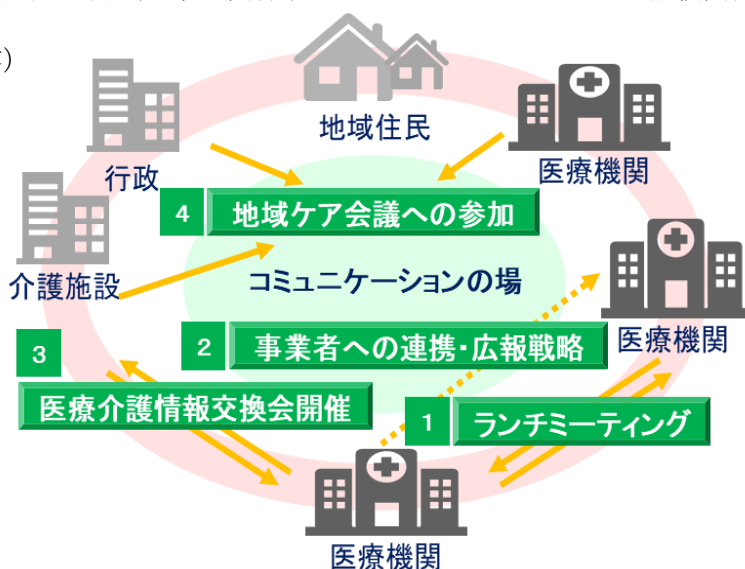 地域住民
行政
医療機関
4 地域ケア会議への参加
介護施設
コミュニケーションの場
医療機関
2 事業者への連携・広報戦略
3
医療介護情報交換会開催
1 ランチミーティング
医療機関